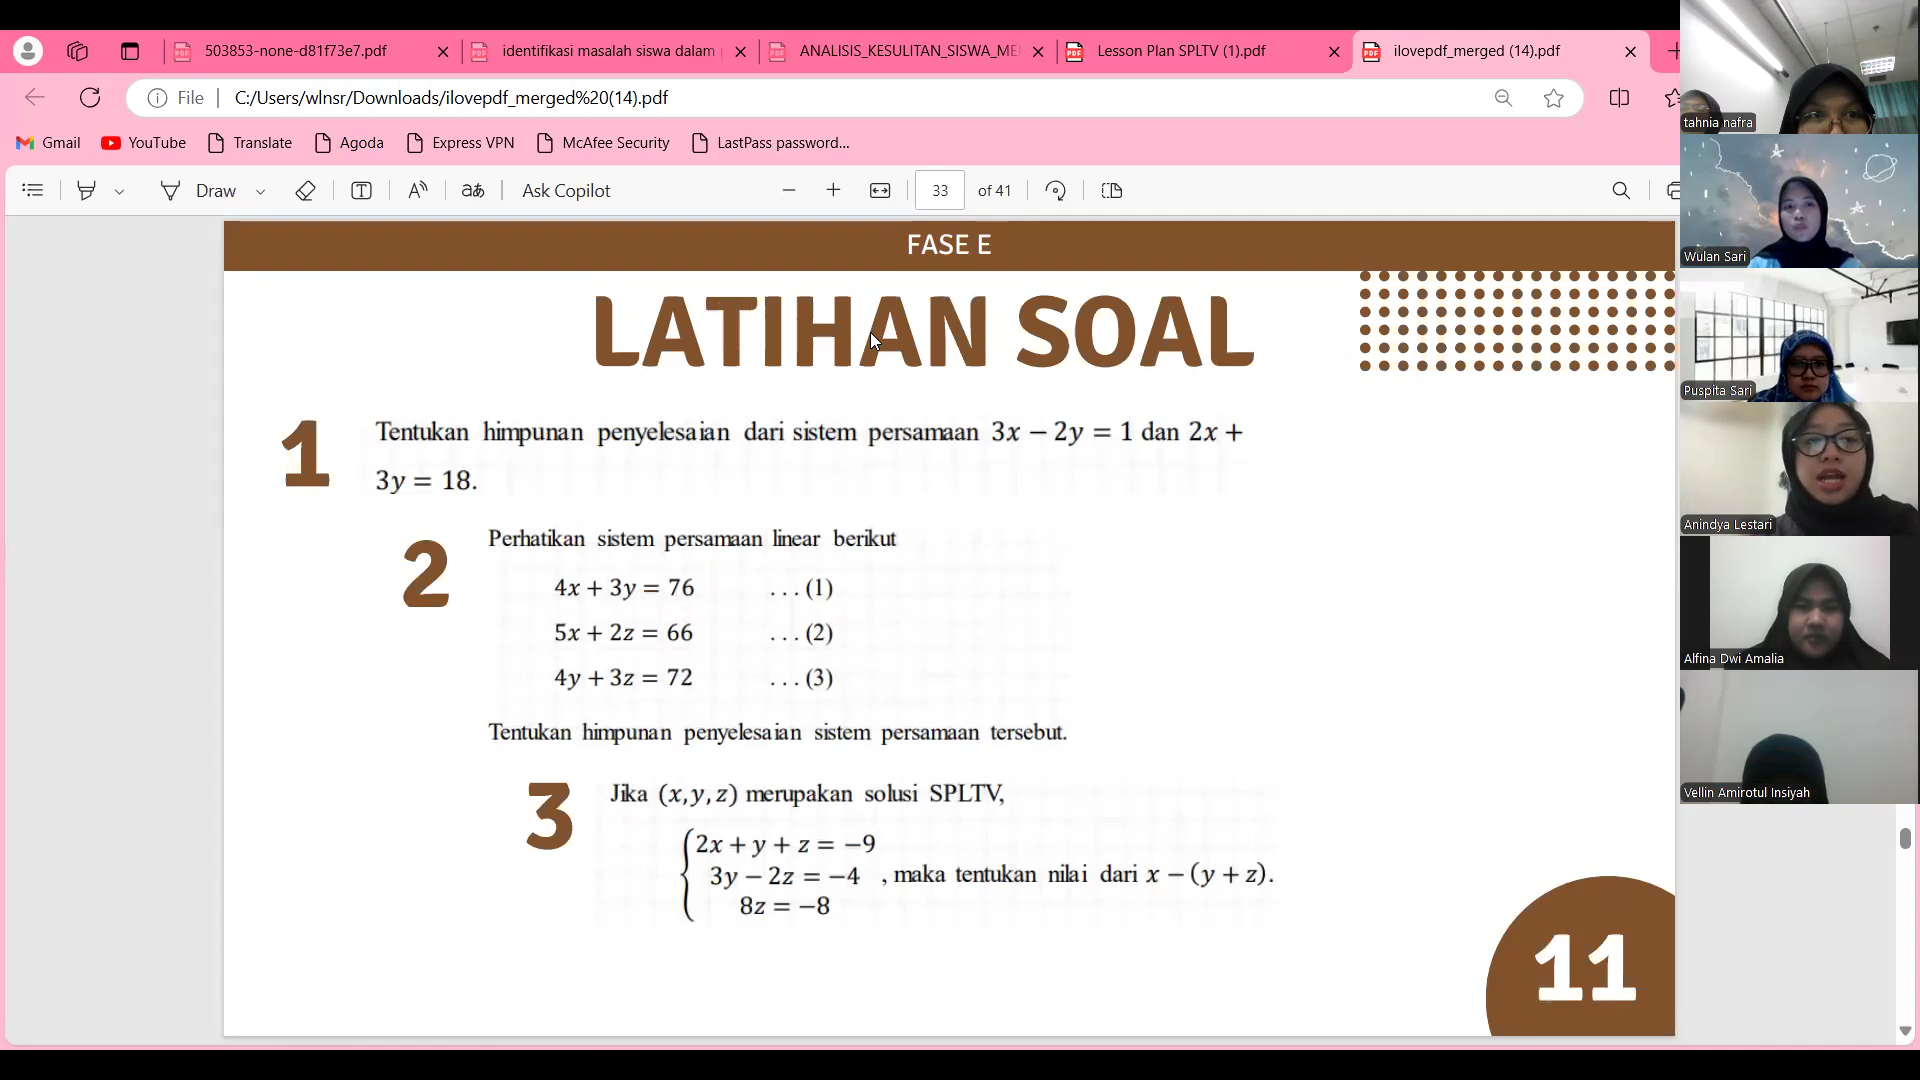 503853-none-d81f73e7.pdf
identifikasi masalah siswa dalam
ANALISIS_KESULITAN_SISWA_ME
Lesson Plan SPLTV (1).pdf
ilovepdf_merged (14).pdf
File
C:/Users/wlnsr/Downloads/ilovepdf_merged%20(14).pdf
Gmail
YouTube
Translate
Agoda
Express VPN
McAfee Security
LastPass password...
Draw
Ask Copilot
33 of 41
FASE E
LATIHAN SOAL
1
Tentukan himpunan penyelesaian dari sistem persamaan 3x − 2y = 1 dan 2x +
3y = 18.
2
Perhatikan sistem persamaan linear berikut
4x + 3y = 76 ... (1)
5x + 2z = 66 ... (2)
4y + 3z = 72 ... (3)
Tentukan himpunan penyelesaian sistem persamaan tersebut.
3
Jika (x, y, z) merupakan solusi SPLTV,
2x + y + z = −9
3y − 2z = −4 , maka tentukan nilai dari x − (y + z).
8z = −8
11
tahnia nafra
Wulan Sari
Puspita Sari
Anindya Lestari
Alfina Dwi Amalia
Vellin Amirotul Insiyah